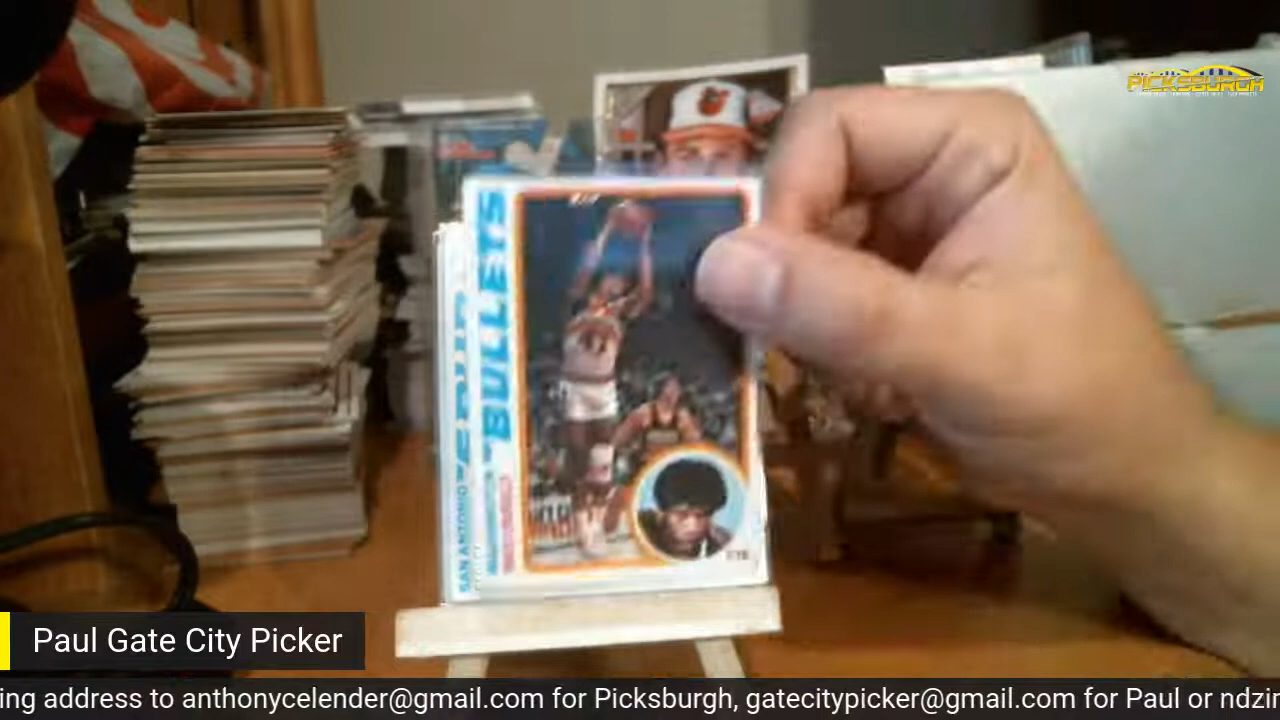 PICKSBURGH
BULLETS
SAN ANTONIO
Paul Gate City Picker
ing address to anthonycelender@gmail.com for Picksburgh, gatecitypicker@gmail.com for Paul or ndzin